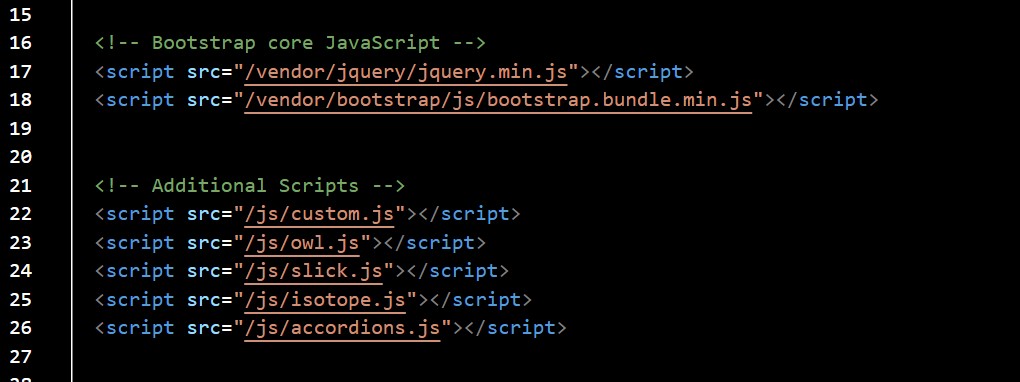 15
16 <!-- Bootstrap core JavaScript -->
17 <script src="/vendor/jquery/jquery.min.js"></script>
18 <script src="/vendor/bootstrap/js/bootstrap.bundle.min.js"></script>
19
20
21 <!-- Additional Scripts -->
22 <script src="/js/custom.js"></script>
23 <script src="/js/owl.js"></script>
24 <script src="/js/slick.js"></script>
25 <script src="/js/isotope.js"></script>
26 <script src="/js/accordions.js"></script>
27